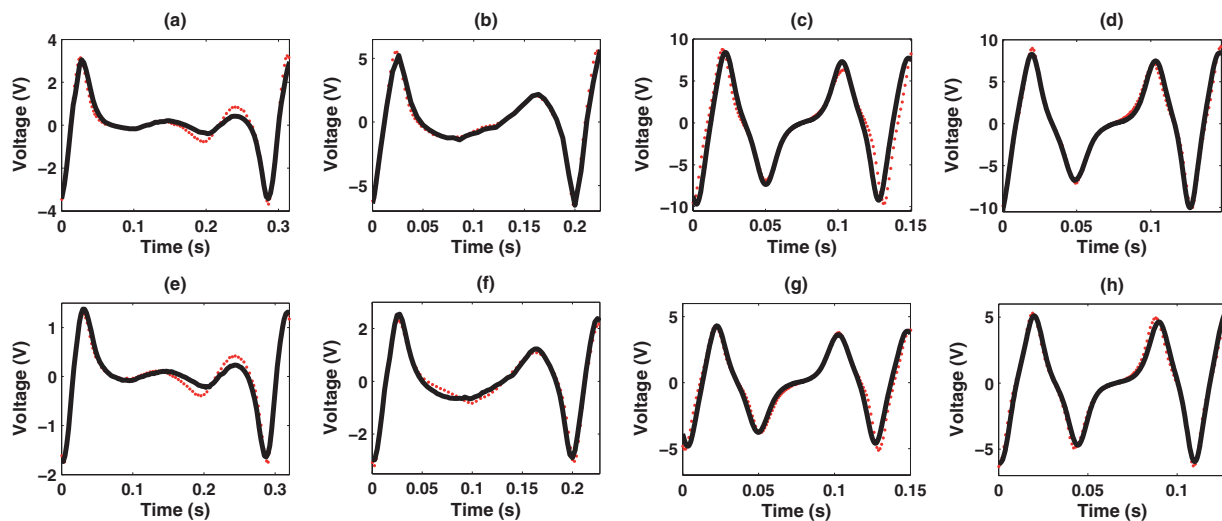 (a)
4
2
0
−2
−4
Voltage (V)
0 0.1 0.2 0.3
Time (s)
(b)
5
0
−5
Voltage (V)
0 0.05 0.1 0.15 0.2
Time (s)
(c)
10
5
0
−5
−10
Voltage (V)
0 0.05 0.1 0.15
Time (s)
(d)
10
5
0
−5
−10
Voltage (V)
0 0.05 0.1
Time (s)
(e)
1
0
−1
−2
Voltage (V)
0 0.1 0.2 0.3
Time (s)
(f)
2
0
−2
Voltage (V)
0 0.05 0.1 0.15 0.2
Time (s)
(g)
5
0
−5
Voltage (V)
0 0.05 0.1 0.15
Time (s)
(h)
5
0
−5
Voltage (V)
0 0.05 0.1
Time (s)